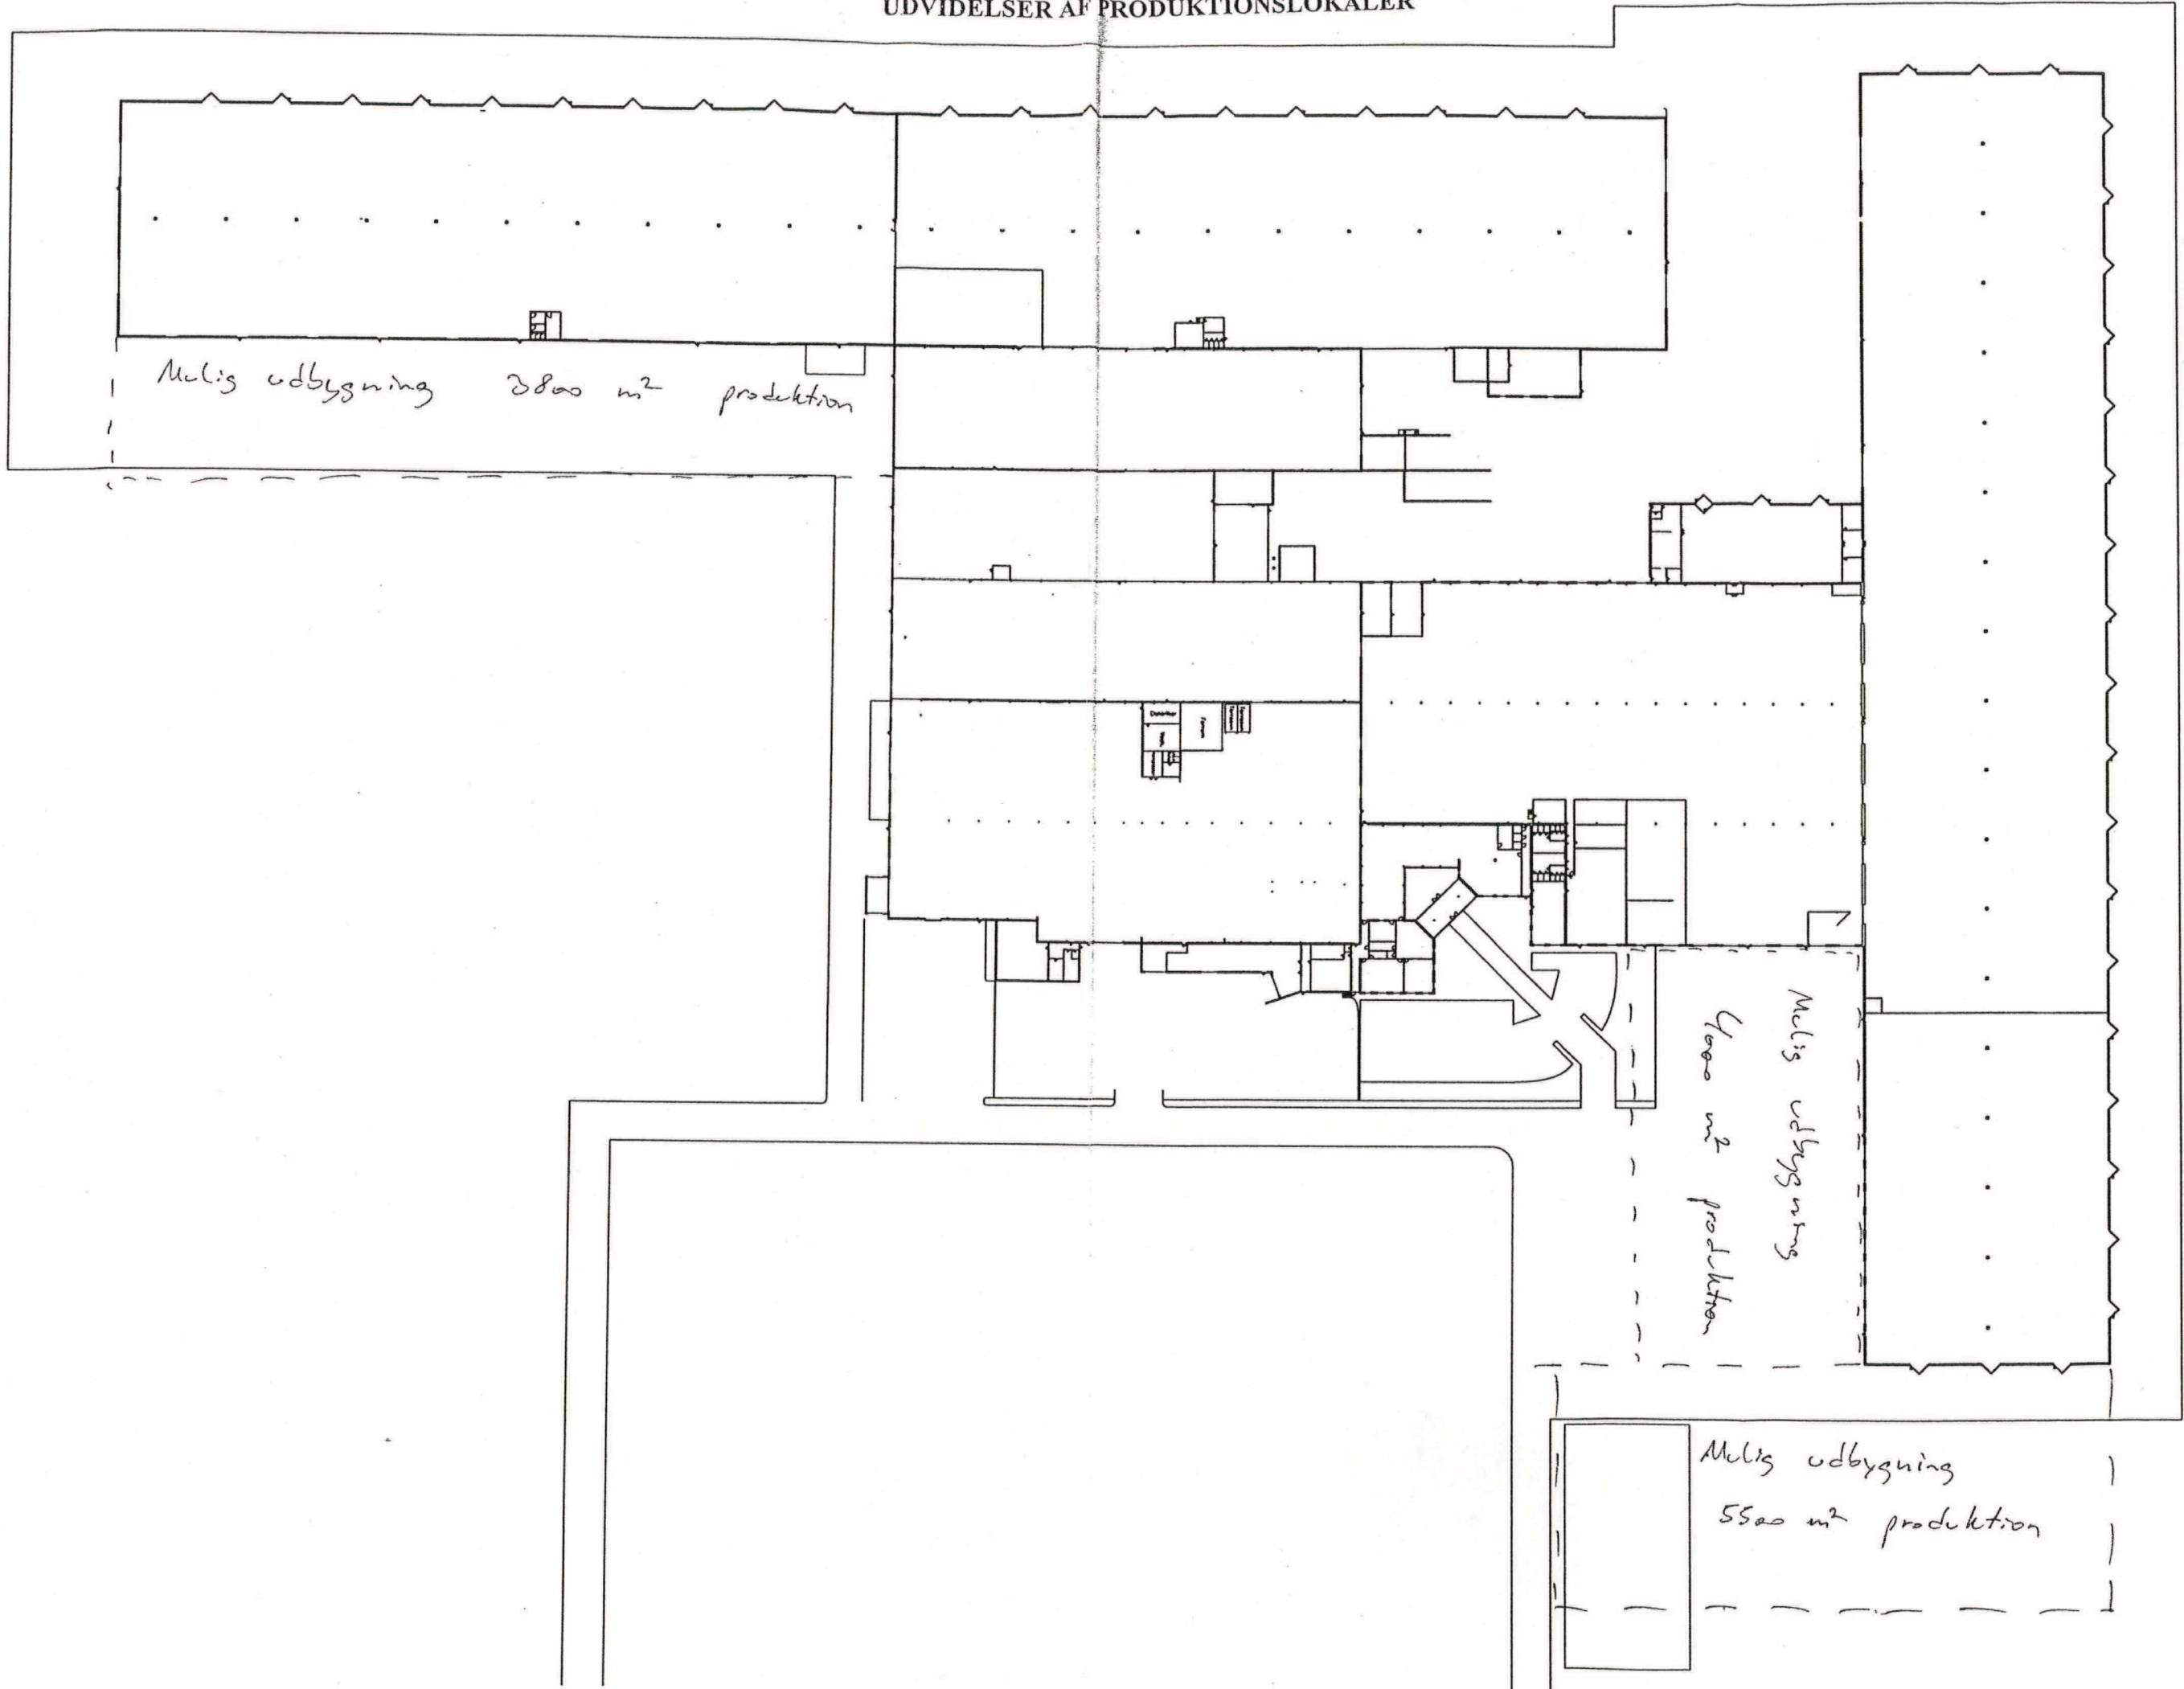 UDVIDELSER AF PRODUKTIONSLOKALER
Mulig udbygning 3800 m² produktion
Mulig udbygning
4000 m² produktion
Mulig udbygning
5500 m² produktion